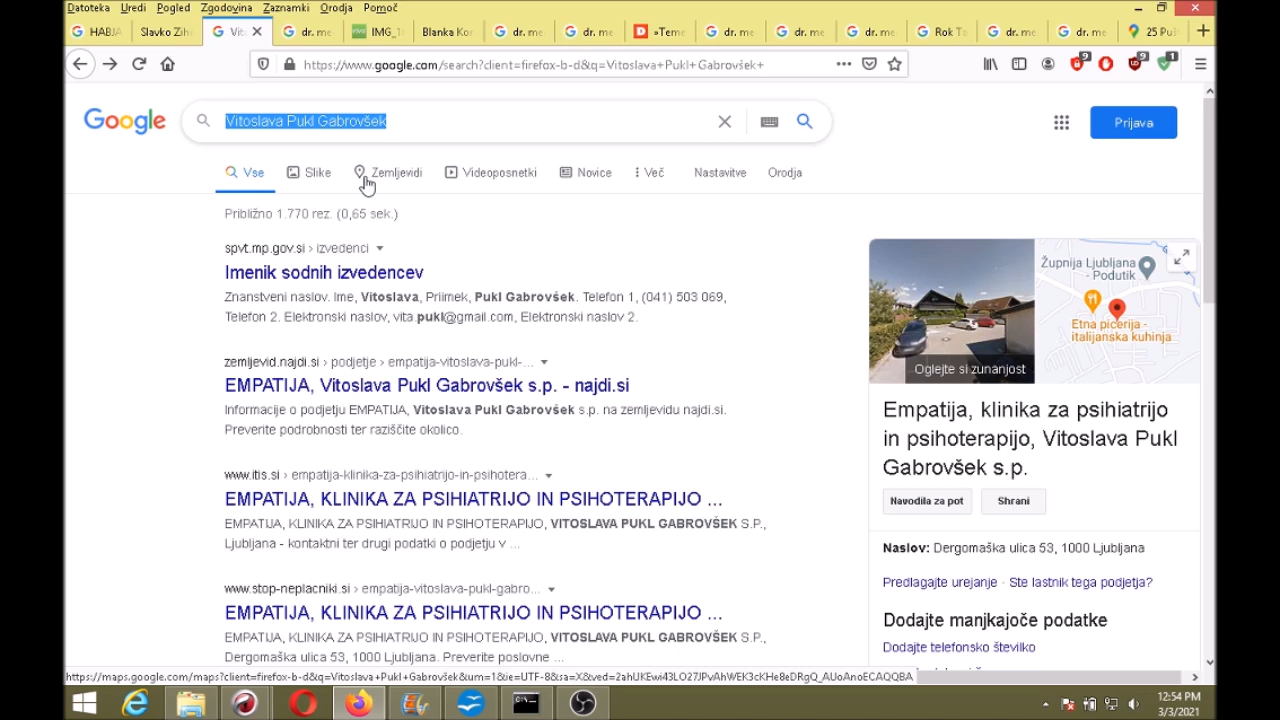 Datoteka Uredi Pogled Zgodovina Zaznamki Orodja Pomoč
HABJA Slavko Zih Vito dr. me IMG_1 Blanka Kor dr. me dr. me »Teme dr. me dr. me dr. me Rok Ta dr. me dr. me 25 Pu
https://www.google.com/search?client=firefox-b-d&q=Vitoslava+Pukl+Gabrovšek+
9 9 1
Google
Vitoslava Pukl Gabrovšek
Prijava
Vse Slike Zemljevidi Videoposnetki Novice Več Nastavitve Orodja
Približno 1.770 rez. (0,65 sek.)
spvt.mp.gov.si › izvedenci
Imenik sodnih izvedencev
Znanstveni naslov. Ime, Vitoslava, Priimek, Pukl Gabrovšek. Telefon 1, (041) 503 069,
Telefon 2. Elektronski naslov, vita.pukl@gmail.com, Elektronski naslov 2.
zemljevid.najdi.si › podjetje › empatija-vitoslava-pukl-...
EMPATIJA, Vitoslava Pukl Gabrovšek s.p. - najdi.si
Informacije o podjetju EMPATIJA, Vitoslava Pukl Gabrovšek s.p. na zemljevidu najdi.si.
Preverite podrobnosti ter raziščite okolico.
www.itis.si › empatija-klinika-za-psihiatrijo-in-psihotera...
EMPATIJA, KLINIKA ZA PSIHIATRIJO IN PSIHOTERAPIJO ...
EMPATIJA, KLINIKA ZA PSIHIATRIJO IN PSIHOTERAPIJO, VITOSLAVA PUKL GABROVŠEK S.P.,
Ljubljana - kontaktni ter drugi podatki o podjetju v ...
www.stop-neplacniki.si › empatija-vitoslava-pukl-gabro...
EMPATIJA, KLINIKA ZA PSIHIATRIJO IN PSIHOTERAPIJO ...
EMPATIJA, KLINIKA ZA PSIHIATRIJO IN PSIHOTERAPIJO, VITOSLAVA PUKL GABROVŠEK S.P.,
Dergomaška ulica 53, 1000 Ljubljana. Preverite poslovne ...
Župnija Ljubljana
- Podutik
Etna picerija -
italijanska kuhinja
Oglejte si zunanjost
Empatija, klinika za psihiatrijo
in psihoterapijo, Vitoslava Pukl
Gabrovšek s.p.
Navodila za pot Shrani
Naslov: Dergomaška ulica 53, 1000 Ljubljana
Predlagajte urejanje · Ste lastnik tega podjetja?
Dodajte manjkajoče podatke
Dodajte telefonsko številko
12:54 PM
3/3/2021